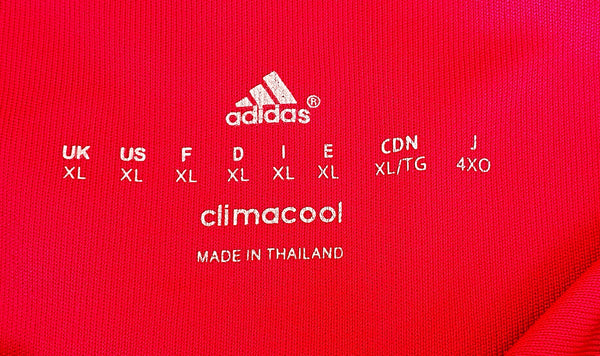 adidas®
UK US F D I E CDN J
XL XL XL XL XL XL XL/TG 4XO
climacool
MADE IN THAILAND